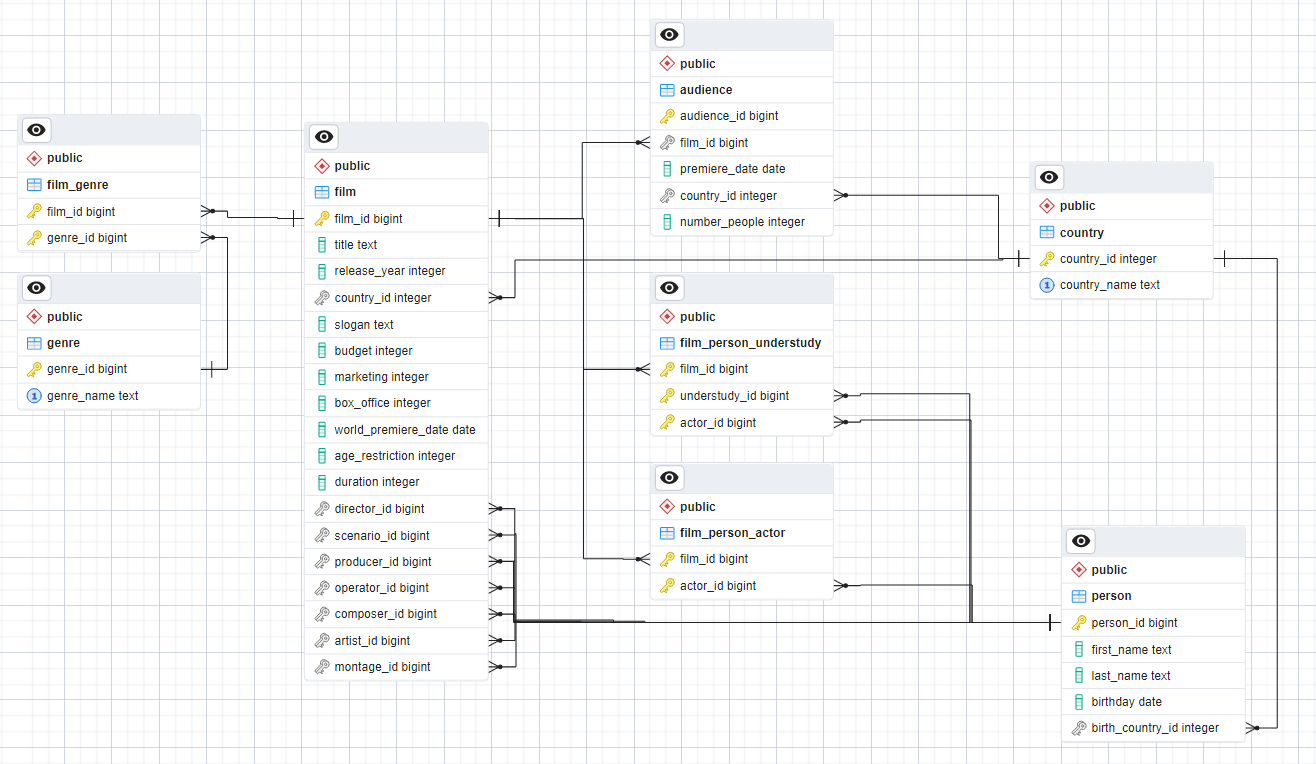 public
film_genre
film_id bigint
genre_id bigint
public
genre
genre_id bigint
1 genre_name text
public
film
film_id bigint
title text
release_year integer
country_id integer
slogan text
budget integer
marketing integer
box_office integer
world_premiere_date date
age_restriction integer
duration integer
director_id bigint
scenario_id bigint
producer_id bigint
operator_id bigint
composer_id bigint
artist_id bigint
montage_id bigint
public
audience
audience_id bigint
film_id bigint
premiere_date date
country_id integer
number_people integer
public
film_person_understudy
film_id bigint
understudy_id bigint
actor_id bigint
public
film_person_actor
film_id bigint
actor_id bigint
public
country
country_id integer
1 country_name text
public
person
person_id bigint
first_name text
last_name text
birthday date
birth_country_id integer